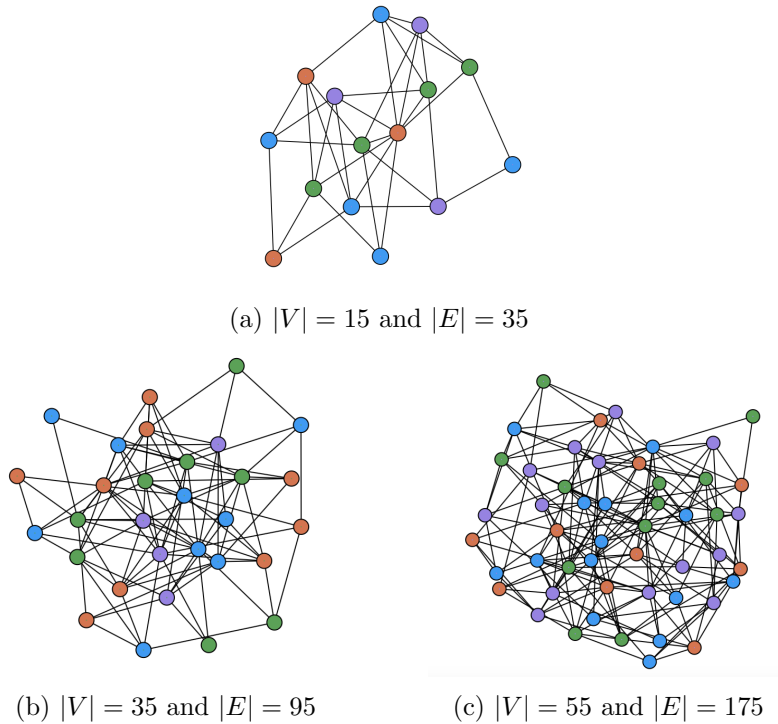 (a) |V| = 15 and |E| = 35
(b) |V| = 35 and |E| = 95
(c) |V| = 55 and |E| = 175